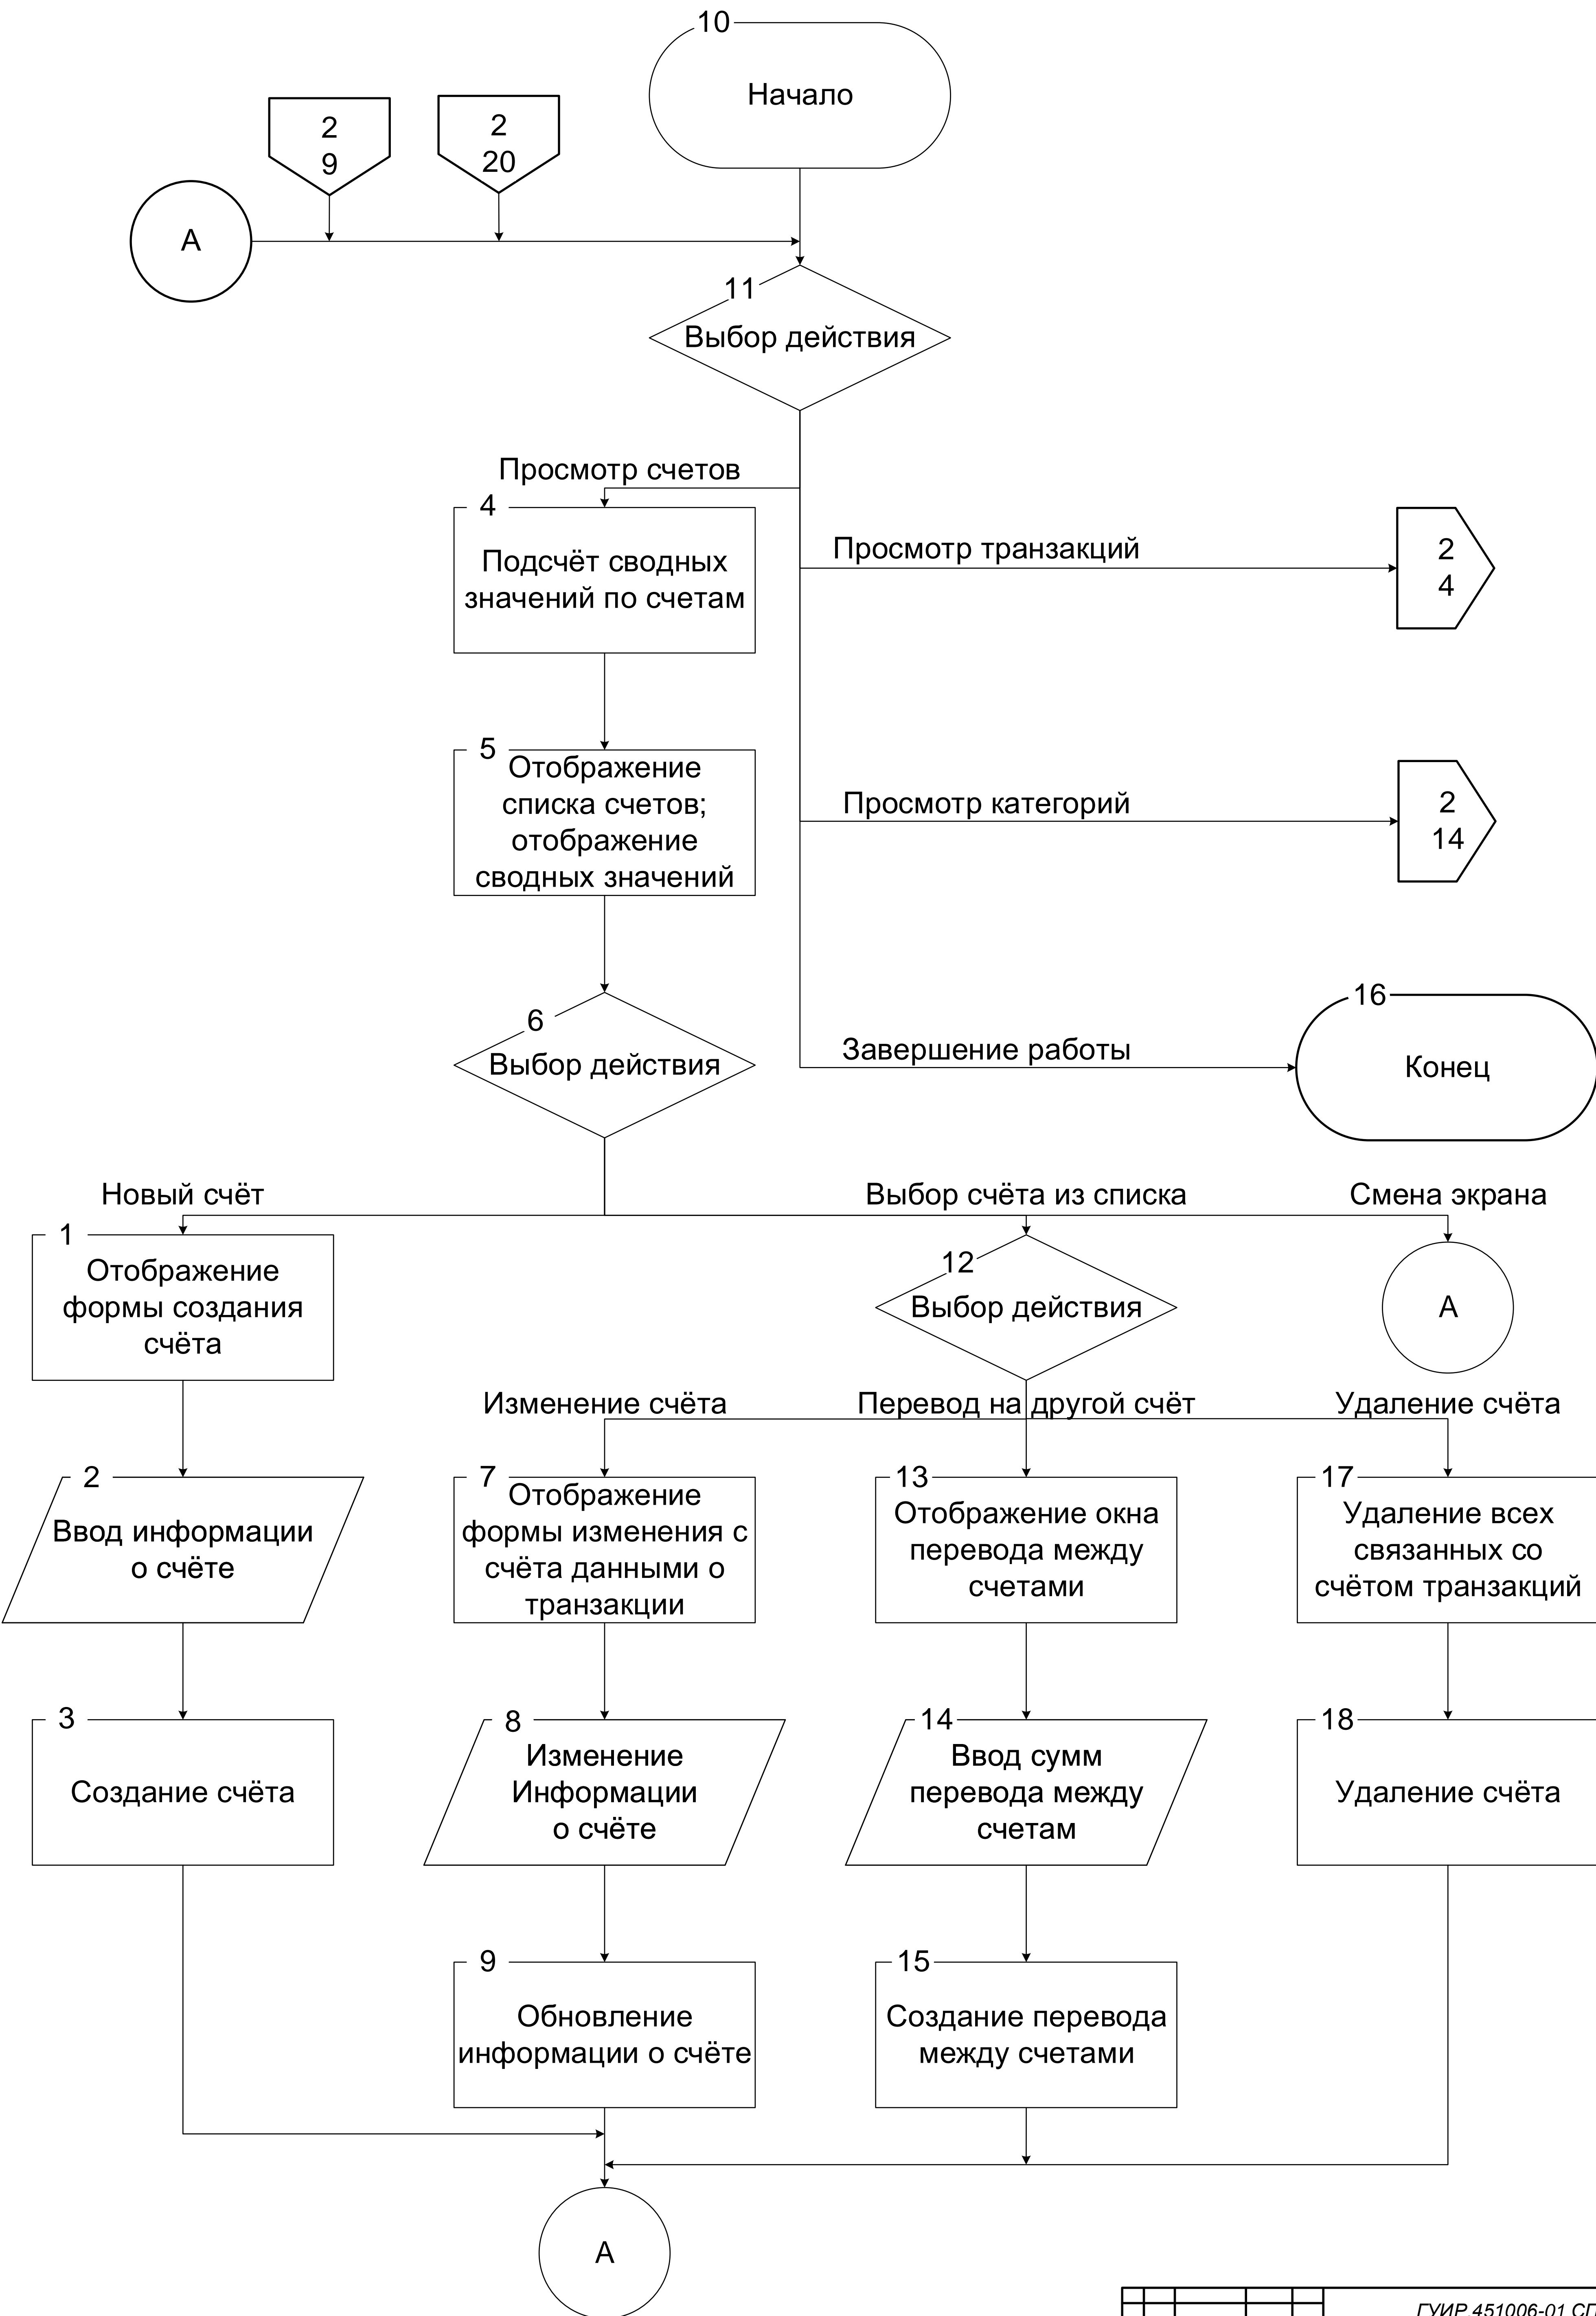 10
Начало
2
9
2
20
А
11
Выбор действия
Просмотр счетов
4
Подсчёт сводных
значений по счетам
Просмотр транзакций
2
4
5
Отображение
списка счетов;
отображение
сводных значений
Просмотр категорий
2
14
6
Выбор действия
Завершение работы
16
Конец
Новый счёт
Выбор счёта из списка
Смена экрана
1
Отображение
формы создания
счёта
12
Выбор действия
А
Изменение счёта
Перевод на другой счёт
Удаление счёта
2
Ввод информации
о счёте
7
Отображение
формы изменения с
счёта данными о
транзакции
13
Отображение окна
перевода между
счетами
17
Удаление всех
связанных со
счётом транзакций
3
Создание счёта
8
Изменение
Информации
о счёте
14
Ввод сумм
перевода между
счетам
18
Удаление счёта
9
Обновление
информации о счёте
15
Создание перевода
между счетами
А
ГУИР 451006-01 СП